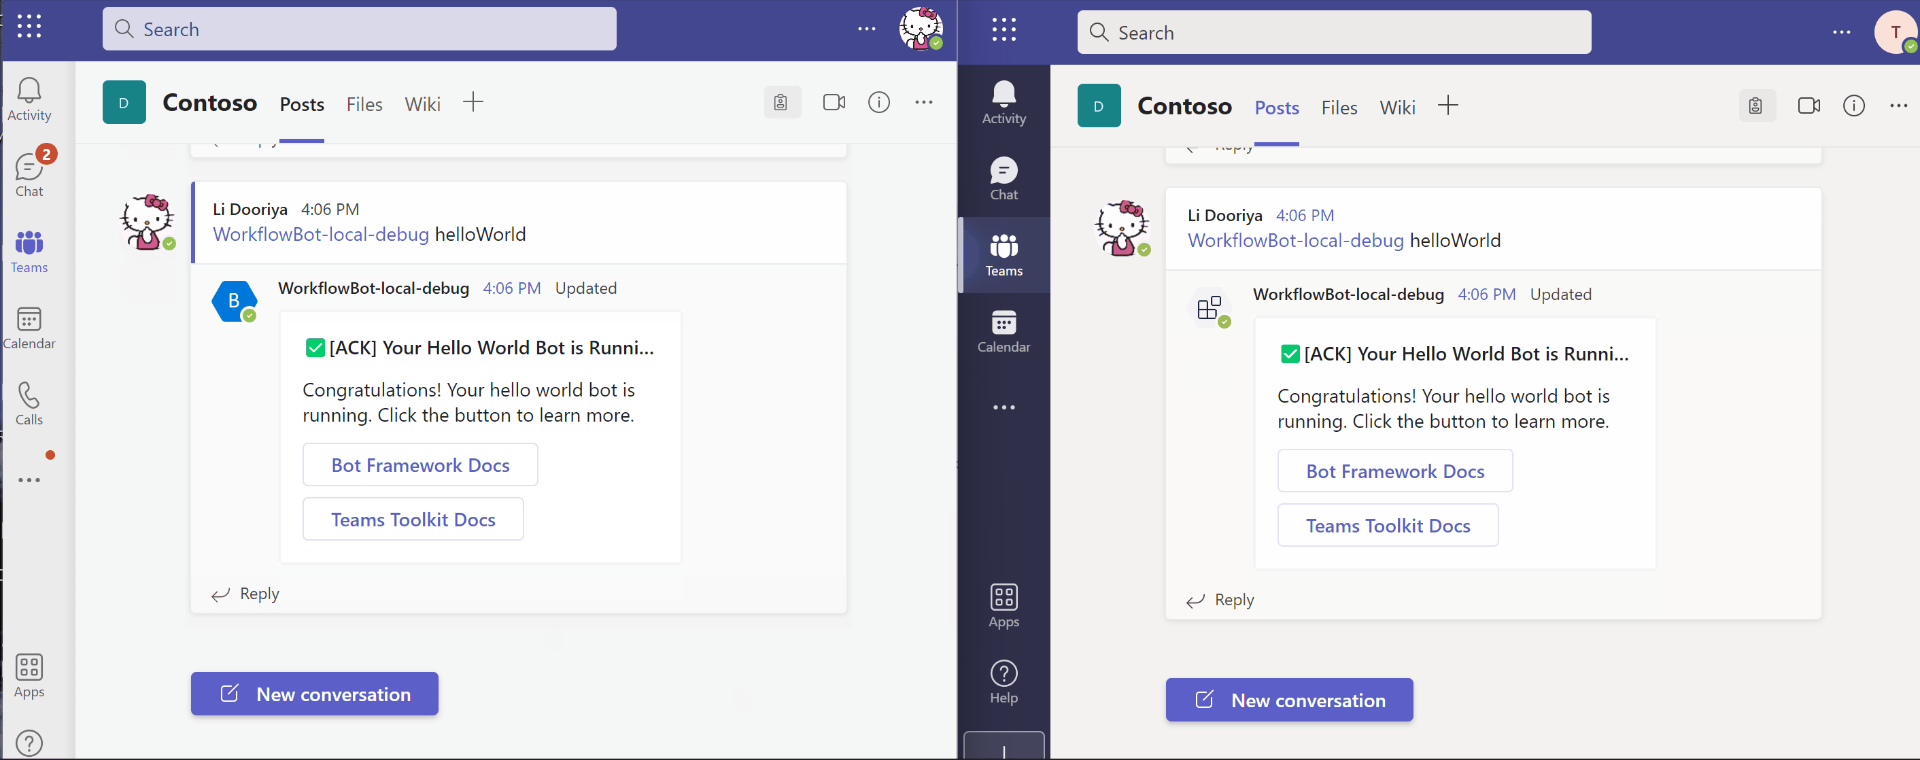 Search
D
Contoso Posts Files Wiki
Activity
2
Chat
Teams
Calendar
Calls
Apps
Reply
Li Dooriya 4:06 PM
WorkflowBot-local-debug helloWorld
B
WorkflowBot-local-debug 4:06 PM Updated
✅[ACK] Your Hello World Bot is Runni...
Congratulations! Your hello world bot is
running. Click the button to learn more.
Bot Framework Docs
Teams Toolkit Docs
Reply
New conversation
Search
T
D
Contoso Posts Files Wiki
Activity
Chat
Teams
Calendar
Apps
Help
Reply
Li Dooriya 4:06 PM
WorkflowBot-local-debug helloWorld
WorkflowBot-local-debug 4:06 PM Updated
✅[ACK] Your Hello World Bot is Runni...
Congratulations! Your hello world bot is
running. Click the button to learn more.
Bot Framework Docs
Teams Toolkit Docs
Reply
New conversation